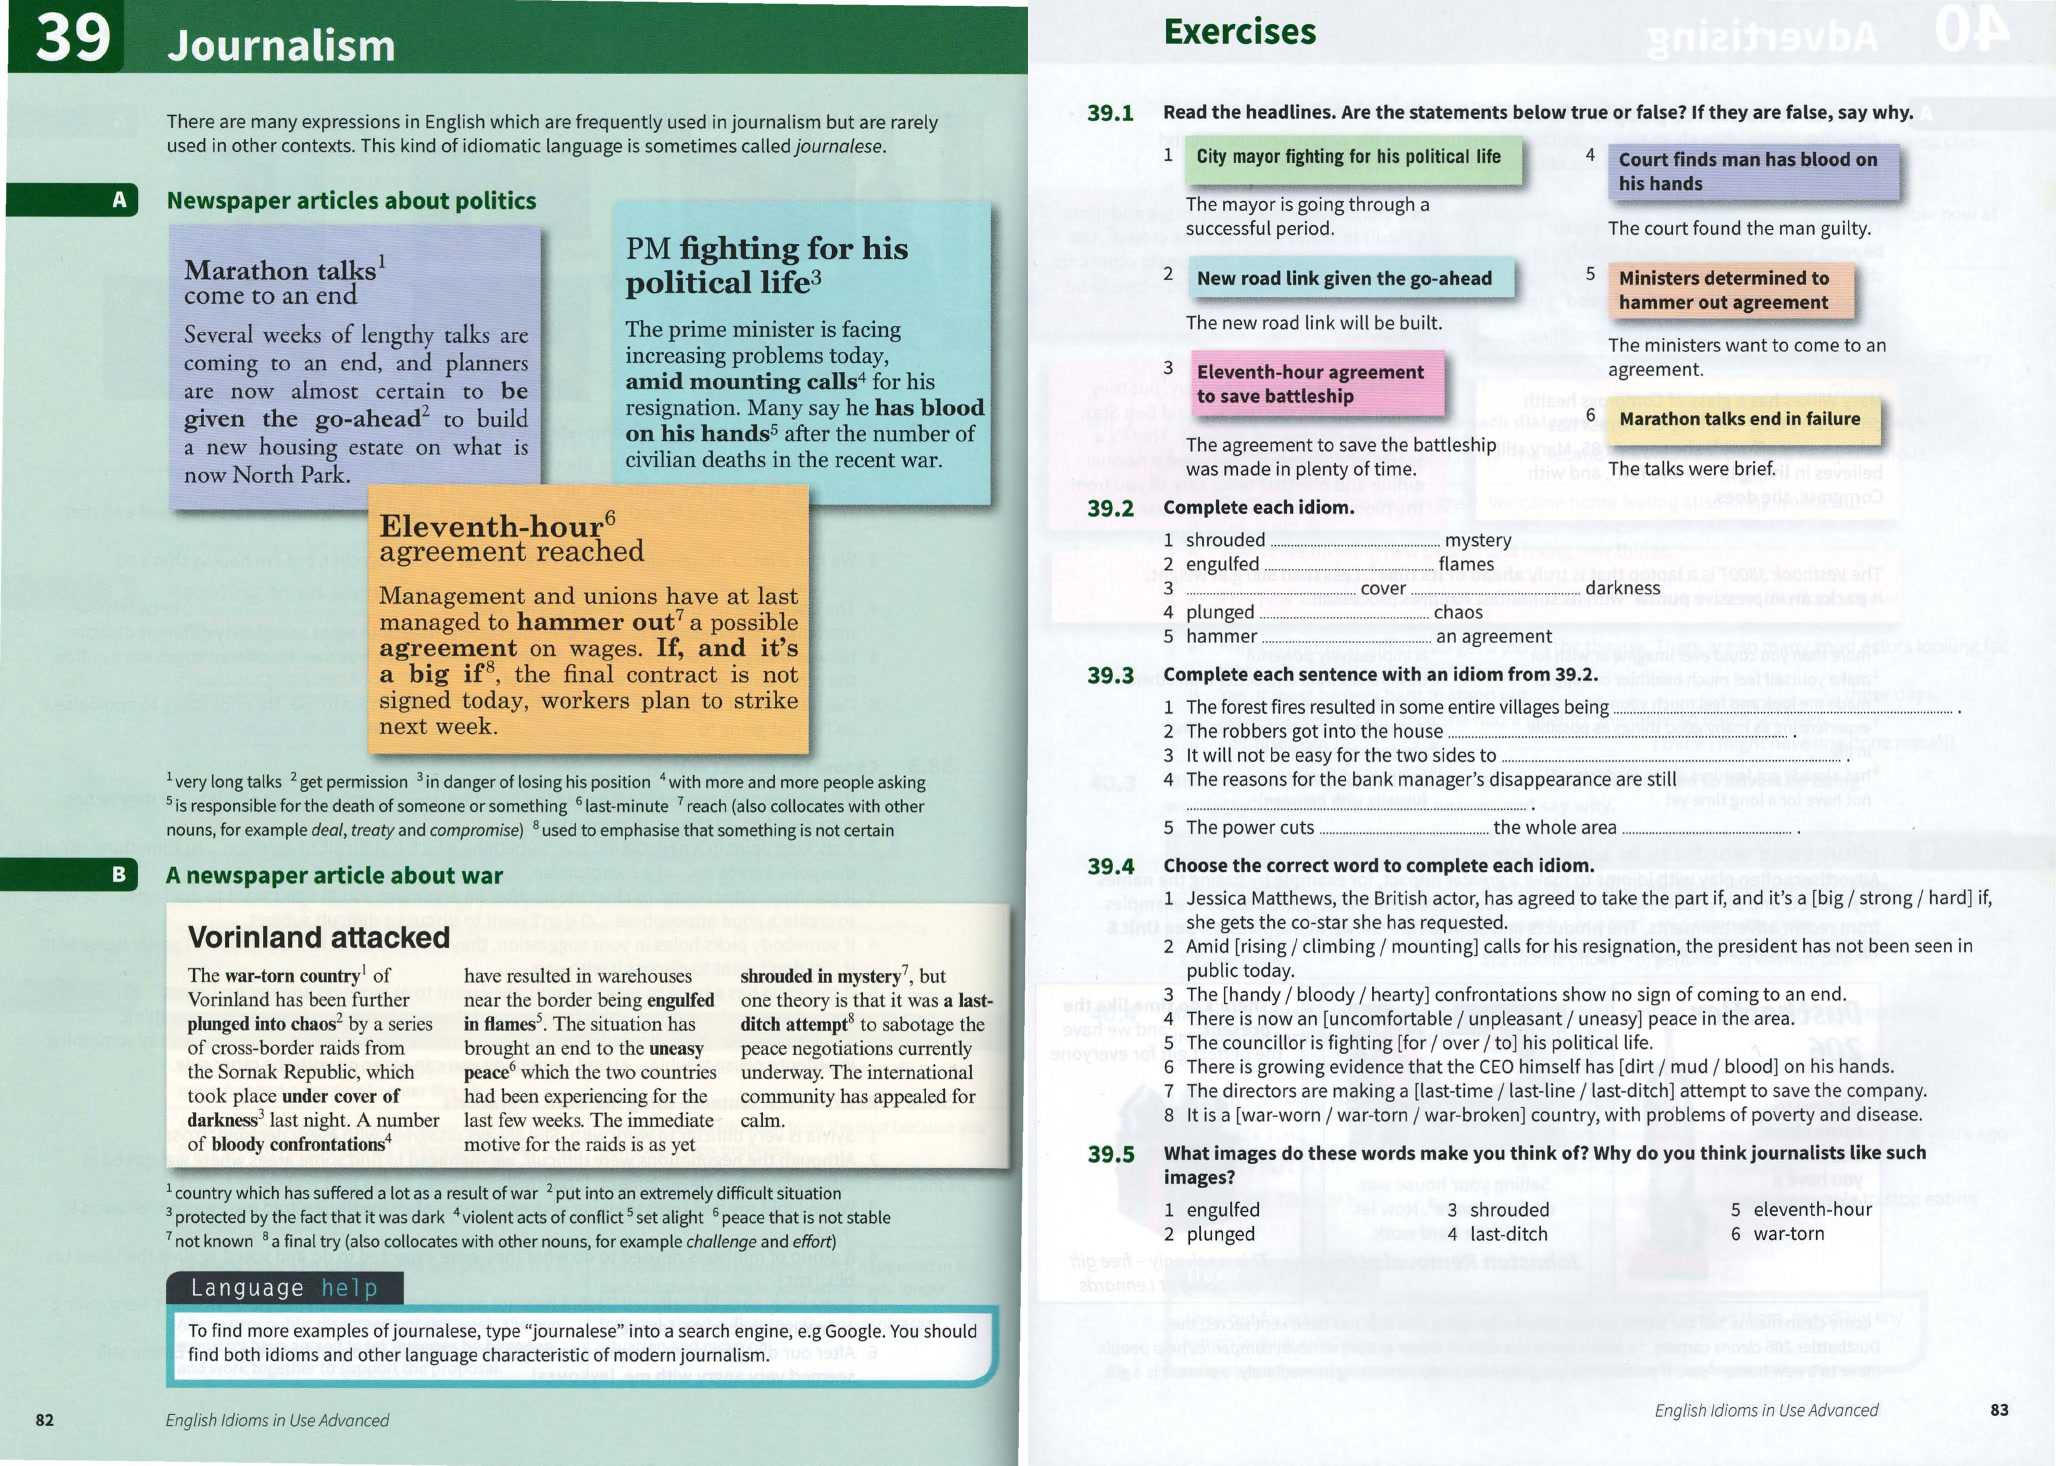 39
Journalism
There are many expressions in English which are frequently used in journalism but are rarely
used in other contexts. This kind of idiomatic language is sometimes called journalese.
A
Newspaper articles about politics
Marathon talks1
come to an end
Several weeks of lengthy talks are
coming to an end, and planners
are now almost certain to be
given the go-ahead2 to build
a new housing estate on what is
now North Park.
PM fighting for his
political life3
The prime minister is facing
increasing problems today,
amid mounting calls4 for his
resignation. Many say he has blood
on his hands5 after the number of
civilian deaths in the recent war.
Eleventh-hour6
agreement reached
Management and unions have at last
managed to hammer out7 a possible
agreement on wages. If, and it's
a big if8, the final contract is not
signed today, workers plan to strike
next week.
1 very long talks 2 get permission 3 in danger of losing his position 4 with more and more people asking
5 is responsible for the death of someone or something 6 last-minute 7 reach (also collocates with other
nouns, for example deal, treaty and compromise) 8 used to emphasise that something is not certain
B
A newspaper article about war
Vorinland attacked
The war-torn country1 of
Vorinland has been further
plunged into chaos2 by a series
of cross-border raids from
the Sornak Republic, which
took place under cover of
darkness3 last night. A number
of bloody confrontations4
have resulted in warehouses
near the border being engulfed
in flames5. The situation has
brought an end to the uneasy
peace6 which the two countries
had been experiencing for the
last few weeks. The immediate
motive for the raids is as yet
shrouded in mystery7, but
one theory is that it was a last-
ditch attempt8 to sabotage the
peace negotiations currently
underway. The international
community has appealed for
calm.
1 country which has suffered a lot as a result of war 2 put into an extremely difficult situation
3 protected by the fact that it was dark 4 violent acts of conflict 5 set alight 6 peace that is not stable
7 not known 8 a final try (also collocates with other nouns, for example challenge and effort)
Language help
To find more examples of journalese, type "journalese" into a search engine, e.g Google. You should
find both idioms and other language characteristic of modern journalism.
82
English Idioms in Use Advanced
Exercises
39.1 Read the headlines. Are the statements below true or false? If they are false, say why.
1 City mayor fighting for his political life
The mayor is going through a
successful period.
2 New road link given the go-ahead
The new road link will be built.
3 Eleventh-hour agreement
to save battleship
The agreement to save the battleship
was made in plenty of time.
4 Court finds man has blood on
his hands
The court found the man guilty.
5 Ministers determined to
hammer out agreement
The ministers want to come to an
agreement.
6 Marathon talks end in failure
The talks were brief.
39.2 Complete each idiom.
1 shrouded ........ mystery
2 engulfed ........ flames
3 ........ cover ........ darkness
4 plunged ........ chaos
5 hammer ........ an agreement
39.3 Complete each sentence with an idiom from 39.2.
1 The forest fires resulted in some entire villages being ........ .
2 The robbers got into the house ........ .
3 It will not be easy for the two sides to ........ .
4 The reasons for the bank manager's disappearance are still
........ .
5 The power cuts ........ the whole area ........ .
39.4 Choose the correct word to complete each idiom.
1 Jessica Matthews, the British actor, has agreed to take the part if, and it's a [big / strong / hard] if,
she gets the co-star she has requested.
2 Amid [rising / climbing / mounting] calls for his resignation, the president has not been seen in
public today.
3 The [handy / bloody / hearty] confrontations show no sign of coming to an end.
4 There is now an [uncomfortable / unpleasant / uneasy] peace in the area.
5 The councillor is fighting [for / over / to] his political life.
6 There is growing evidence that the CEO himself has [dirt / mud / blood] on his hands.
7 The directors are making a [last-time / last-line / last-ditch] attempt to save the company.
8 It is a [war-worn / war-torn / war-broken] country, with problems of poverty and disease.
39.5 What images do these words make you think of? Why do you think journalists like such
images?
1 engulfed
2 plunged
3 shrouded
4 last-ditch
5 eleventh-hour
6 war-torn
English Idioms in Use Advanced
83